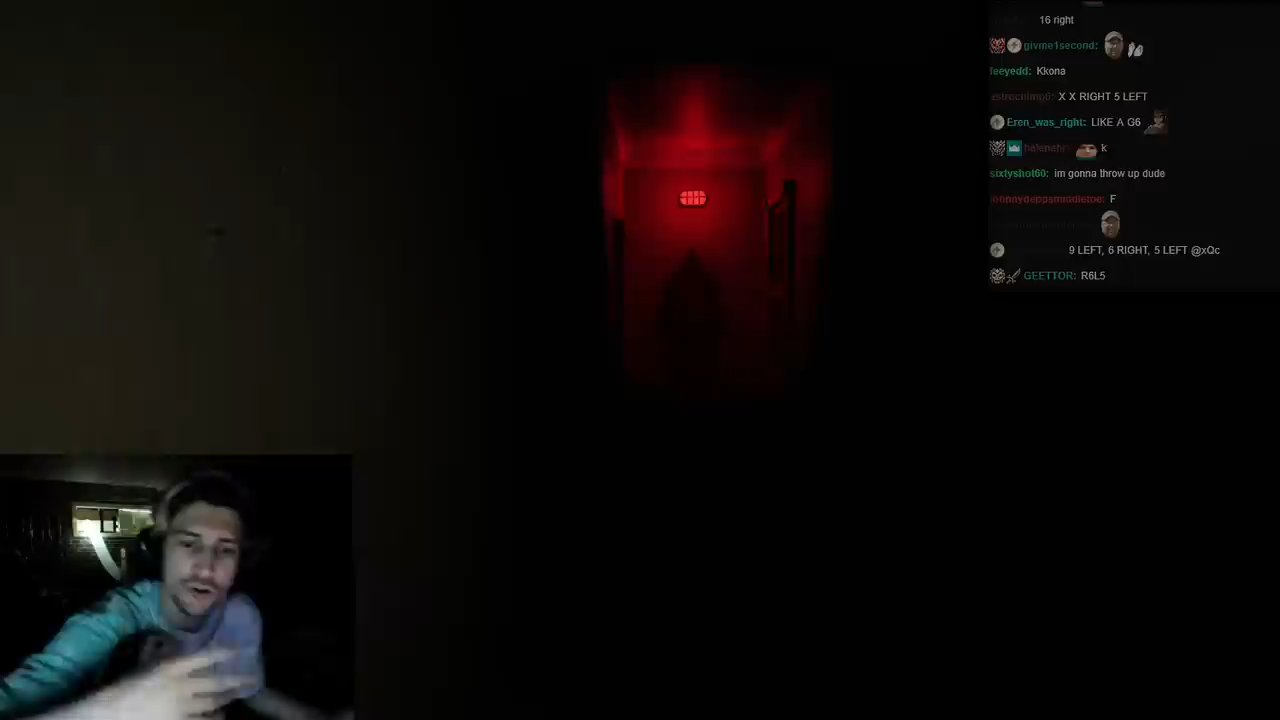 16 right
givme1second:
feeyedd: Kkona
X X RIGHT 5 LEFT
Eren_was_right: LIKE A G6
k
sixtyshot60: im gonna throw up dude
F
9 LEFT, 6 RIGHT, 5 LEFT @xQc
GEETTOR: R6L5